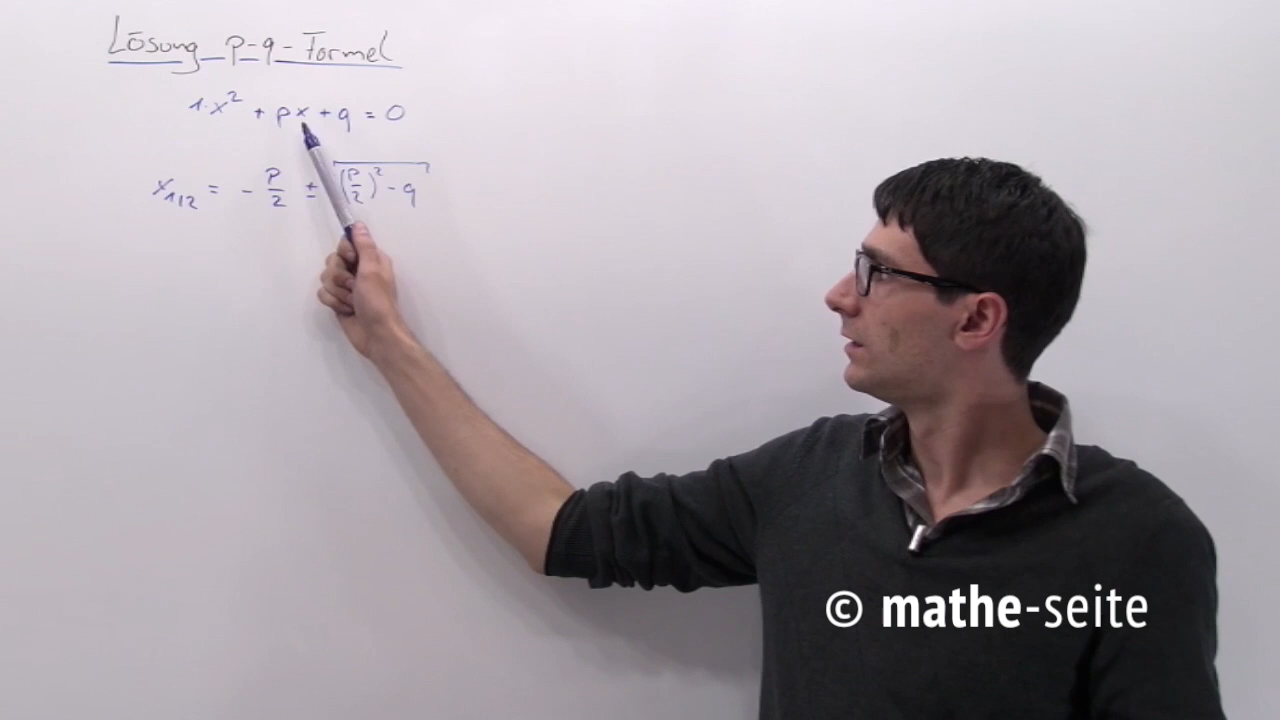 Lösung p-q-Formel
1·x² + px + q = 0
x₁/₂ = - p/2 ± √(p/2)² - q
© mathe-seite